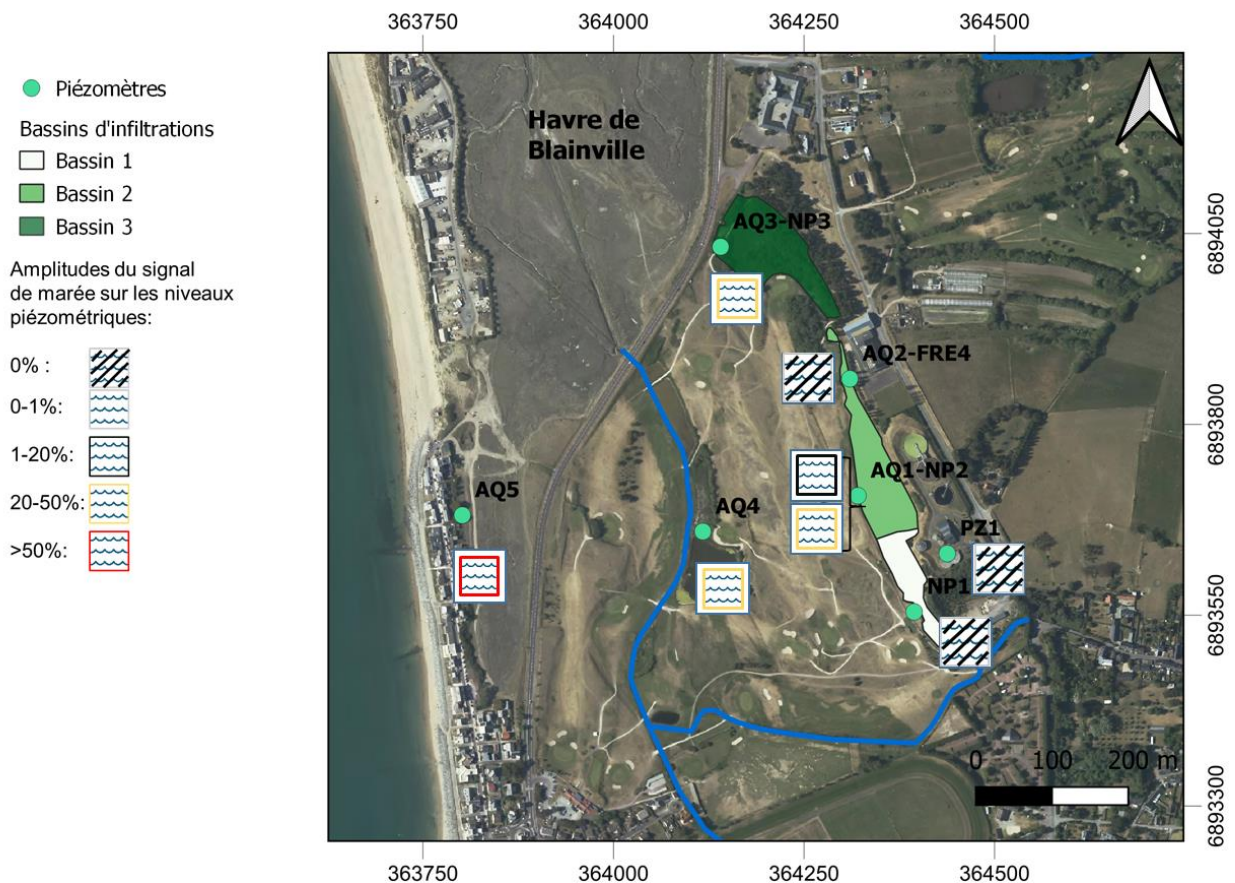 363750 364000 364250 364500
Piézomètres
Bassins d'infiltrations
Bassin 1
Bassin 2
Bassin 3
Amplitudes du signal
de marée sur les niveaux
piézométriques:
0% :
0-1%:
1-20%:
20-50%:
>50%:
Havre de
Blainville
AQ3-NP3
AQ2-FRE4
AQ1-NP2
AQ5
AQ4
PZ1
NP1
0 100 200 m
6894050
6893800
6893550
6893300
363750 364000 364250 364500